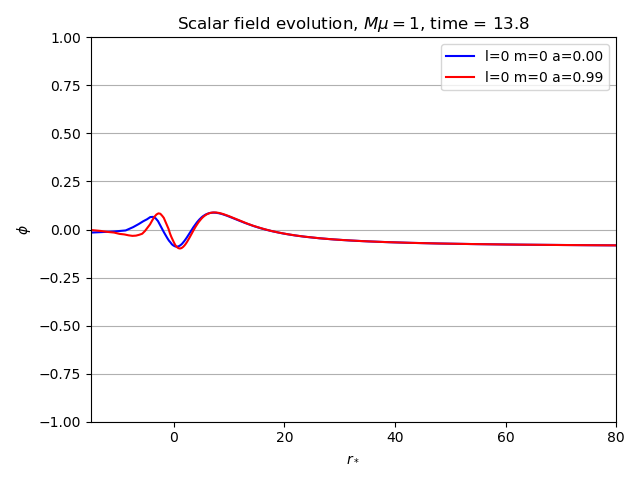 Scalar field evolution, Mμ = 1, time = 13.8
1.00
0.75
0.50
0.25
0.00
−0.25
−0.50
−0.75
−1.00
ϕ
l=0 m=0 a=0.00
l=0 m=0 a=0.99
0 20 40 60 80
r*